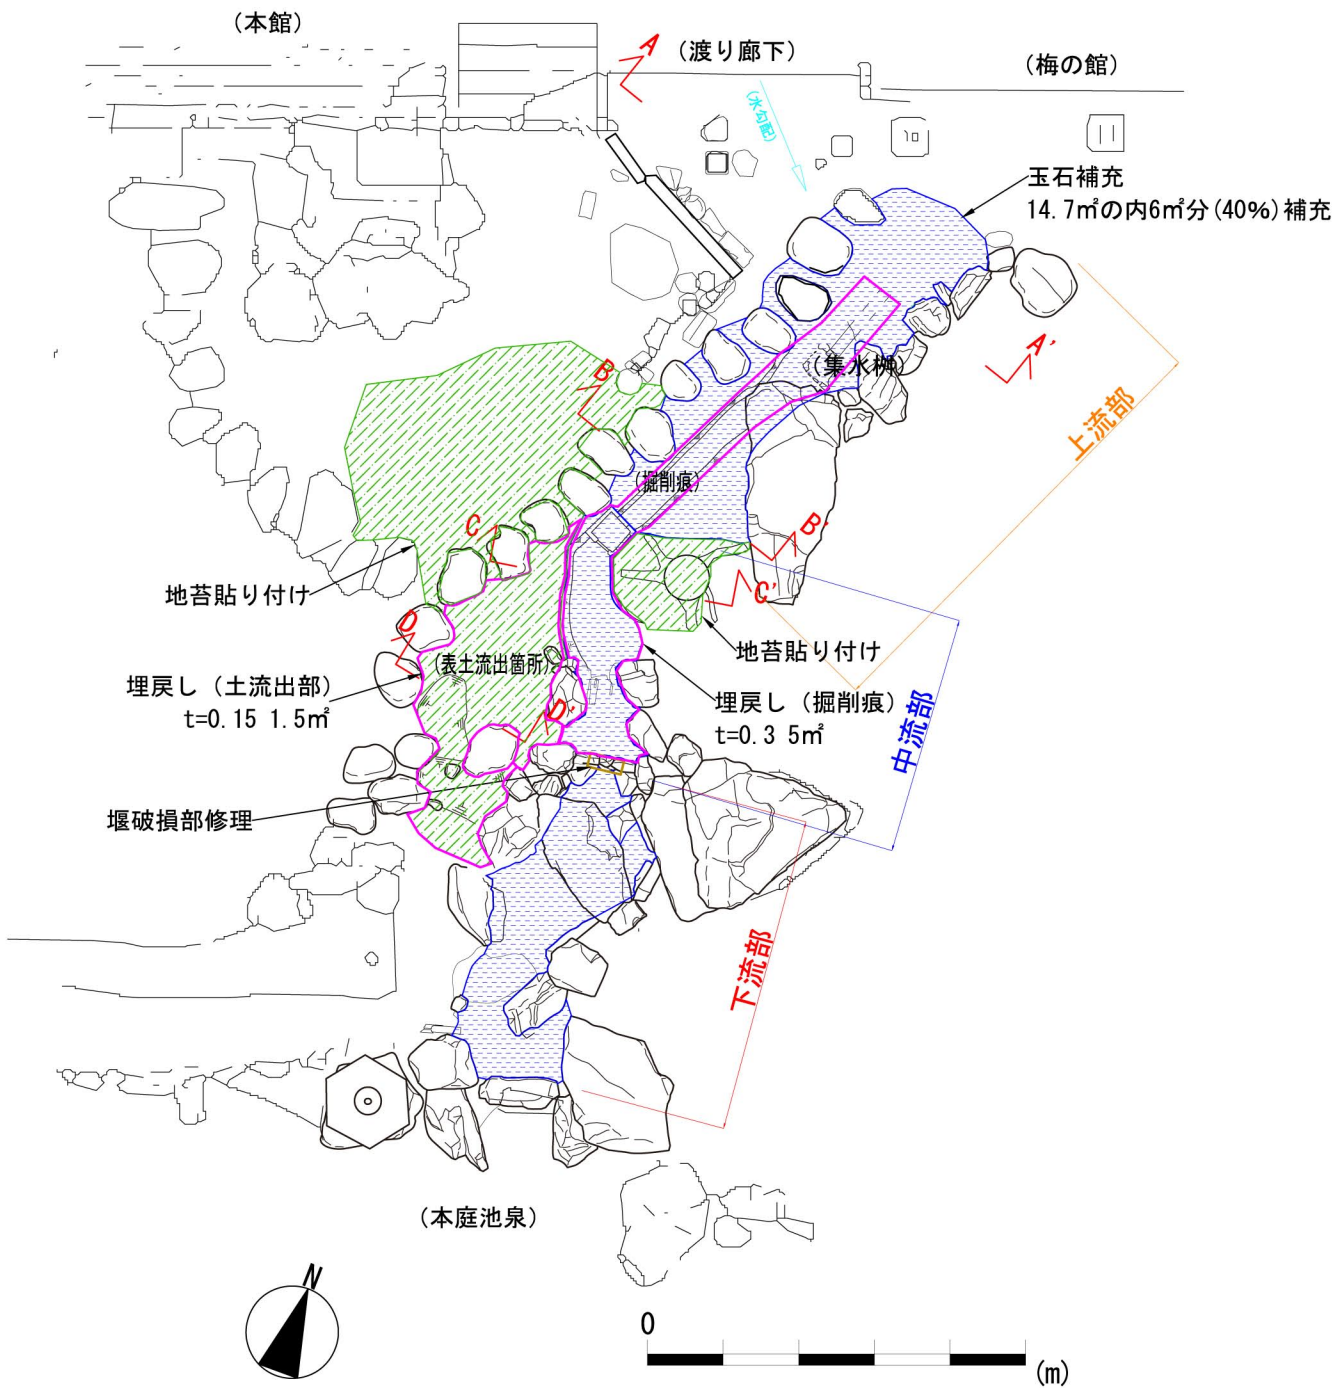 (本館)
A
(渡り廊下)
(梅の館)
(水勾配)
玉石補充
14.7㎡の内6㎡分(40%)補充
A'
(集水桝)
上流部
B
(掘削痕)
C
B'
地苔貼り付け
C'
D
(表土流出箇所)
地苔貼り付け
埋戻し(土流出部)
t=0.15 1.5㎡
D'
埋戻し(掘削痕)
t=0.3 5㎡
中流部
堰破損部修理
下流部
(本庭池泉)
N
0
(m)